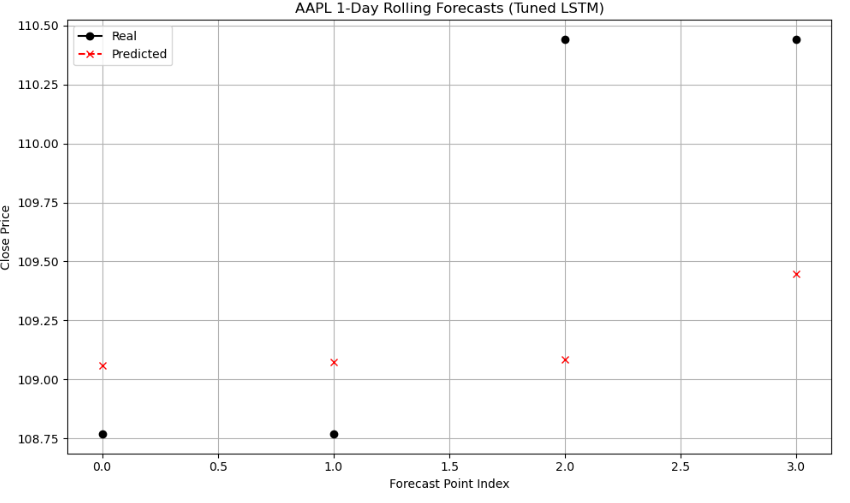 AAPL 1-Day Rolling Forecasts (Tuned LSTM)
Real
Predicted
110.50
110.25
110.00
109.75
109.50
109.25
109.00
108.75
Close Price
0.0 0.5 1.0 1.5 2.0 2.5 3.0
Forecast Point Index